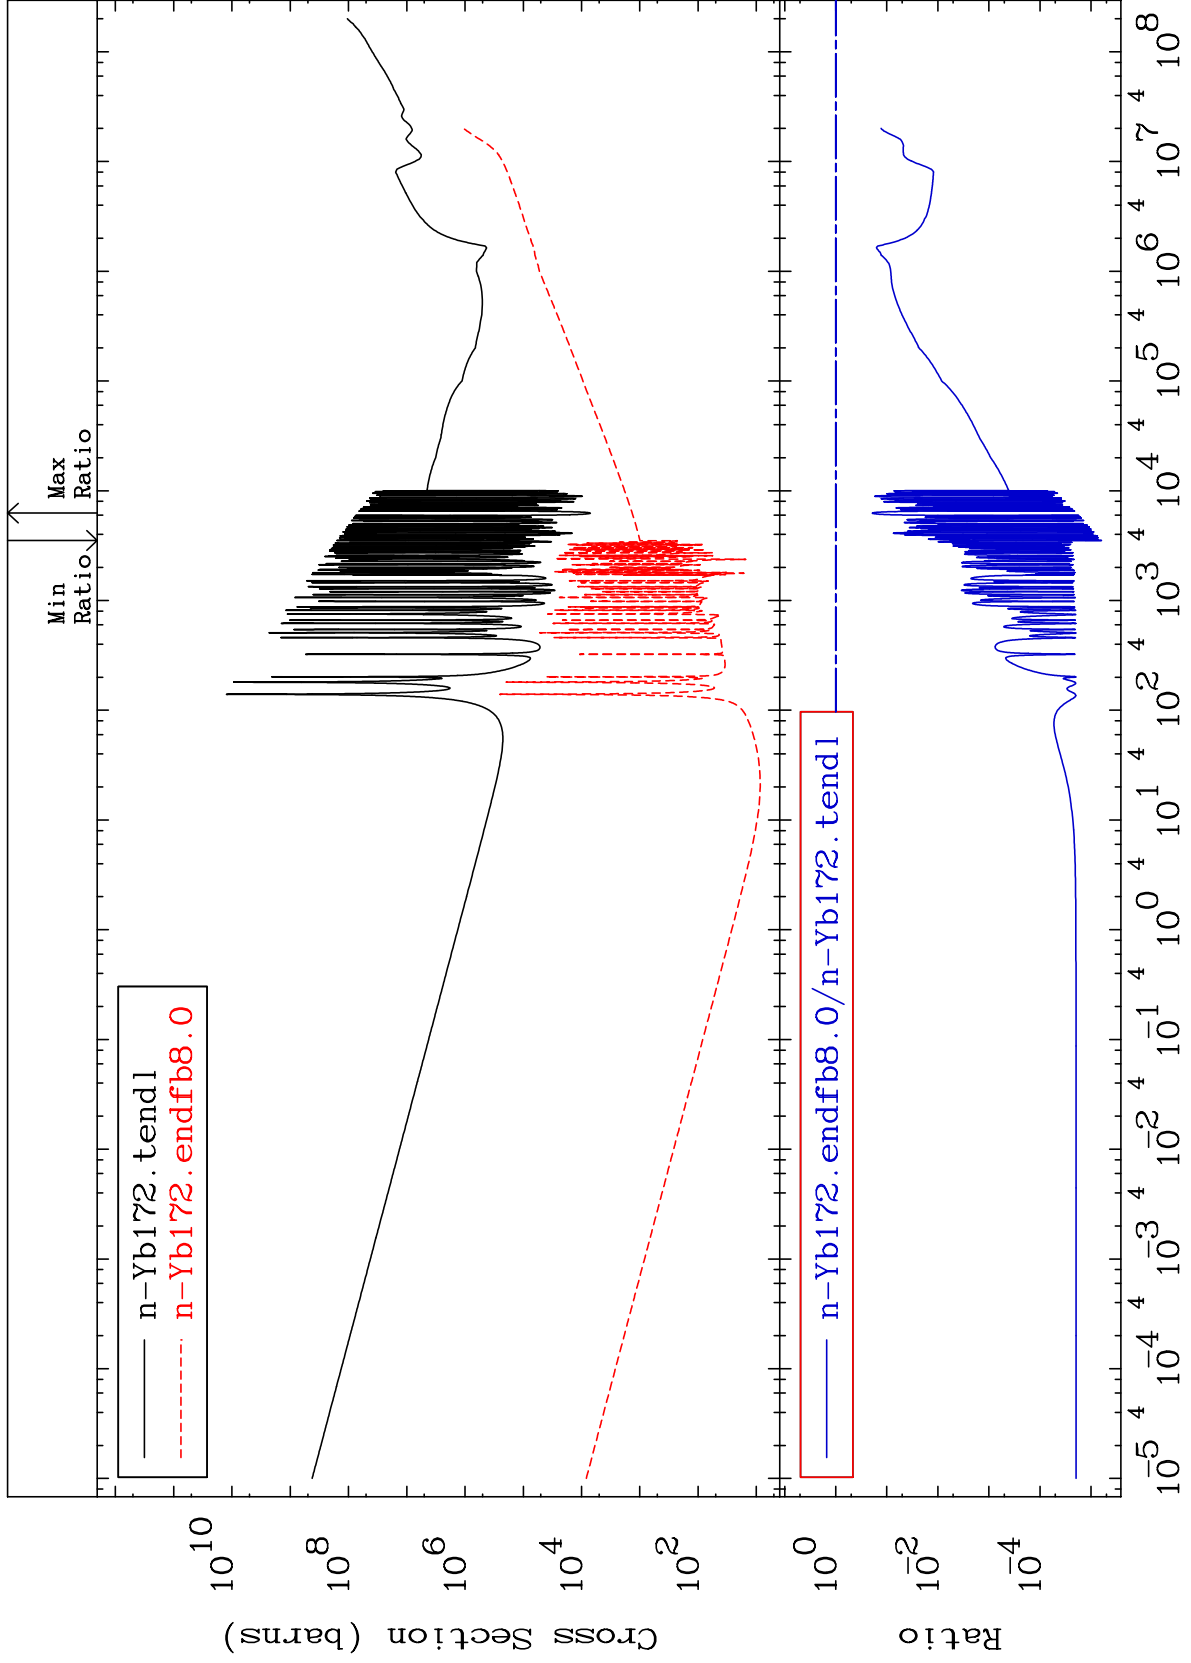 Min
Ratio
Max
Ratio
n-Yb172.tendl
n-Yb172.endfb8.0
10^10
10^8
10^6
10^4
10^2
Cross Section (barns)
n-Yb172.endfb8.0/n-Yb172.tendl
10^0
10^-2
10^-4
Ratio
10^-5 4 10^-4 4 10^-3 4 10^-2 4 10^-1 4 10^0 4 10^1 4 10^2 4 10^3 4 10^4 4 10^5 4 10^6 4 10^7 4 10^8